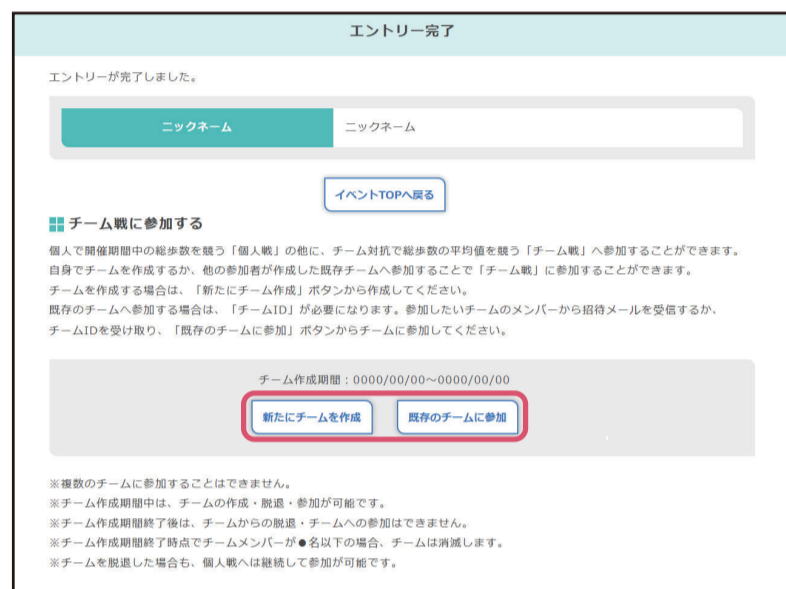 エントリー完了
エントリーが完了しました。
ニックネーム ニックネーム
イベントTOPへ戻る
チーム戦に参加する
個人で開催期間中の総歩数を競う「個人戦」の他に、チーム対抗で総歩数の平均値を競う「チーム戦」へ参加することができます。
自身でチームを作成するか、他の参加者が作成した既存チームへ参加することで「チーム戦」に参加することができます。
チームを作成する場合は、「新たにチーム作成」ボタンから作成してください。
既存のチームへ参加する場合は、「チームID」が必要になります。参加したいチームのメンバーから招待メールを受信するか、
チームIDを受け取り、「既存のチームに参加」ボタンからチームに参加してください。
チーム作成期間：0000/00/00～0000/00/00
新たにチームを作成 既存のチームに参加
※複数のチームに参加することはできません。
※チーム作成期間中は、チームの作成・脱退・参加が可能です。
※チーム作成期間終了後は、チームからの脱退・チームへの参加はできません。
※チーム作成期間終了時点でチームメンバーが●名以下の場合、チームは消滅します。
※チームを脱退した場合も、個人戦へは継続して参加が可能です。